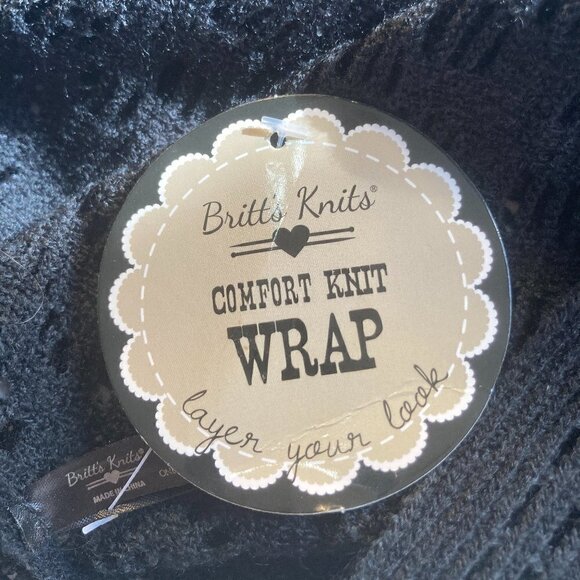 Britt's Knits®
COMFORT KNIT
WRAP
layer your look
Britt's Knits®
MADE IN CHINA